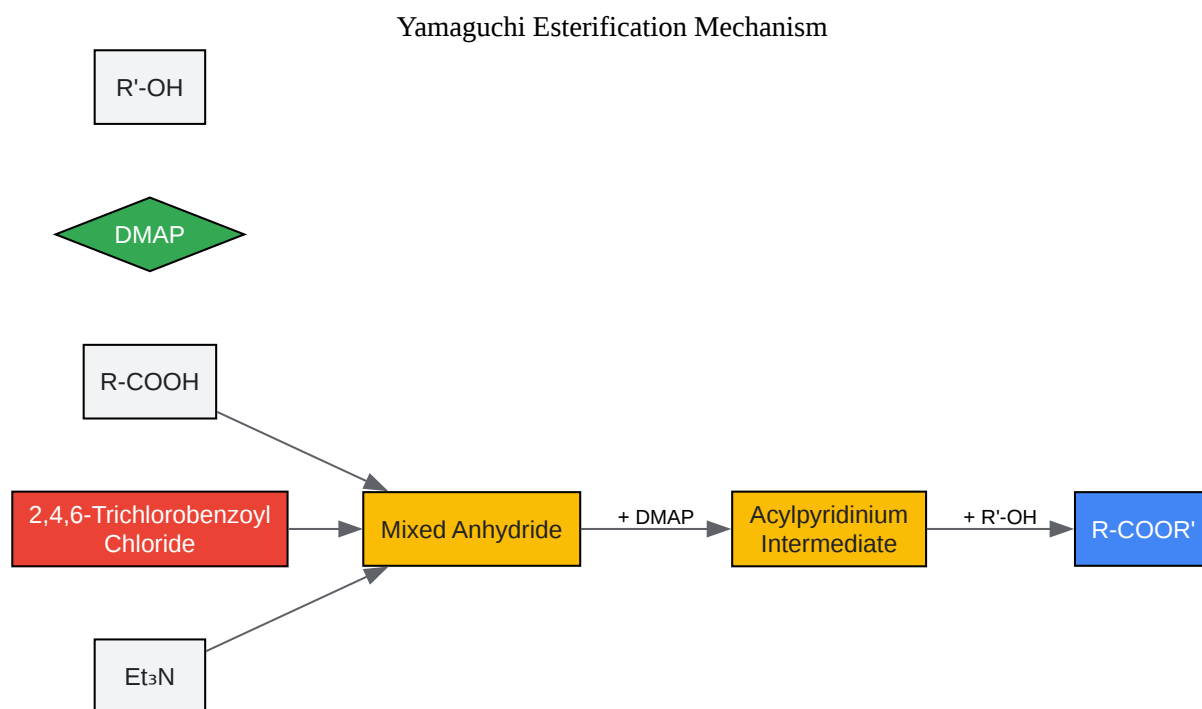 Yamaguchi Esterification Mechanism
R'-OH
DMAP
R-COOH
2,4,6-Trichlorobenzoyl
Chloride
Mixed Anhydride
+ DMAP
Acylpyridinium
Intermediate
+ R'-OH
R-COOR'
Et₃N